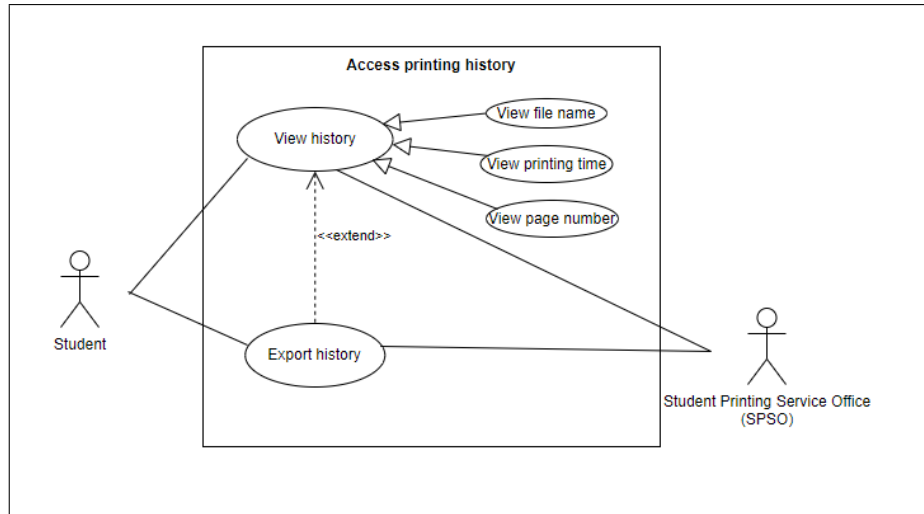 Access printing history
View file name
View history
View printing time
View page number
<<extend>>
Student
Export history
Student Printing Service Office
(SPSO)